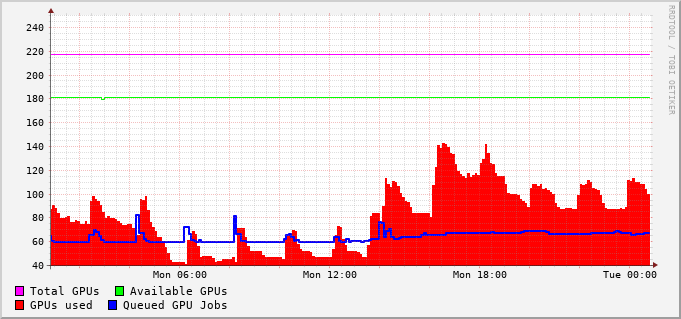 RRDTOOL / TOBI OETIKER
240
220
200
180
160
140
120
100
80
60
40
Mon 06:00 Mon 12:00 Mon 18:00 Tue 00:00
Total GPUs Available GPUs
GPUs used Queued GPU Jobs